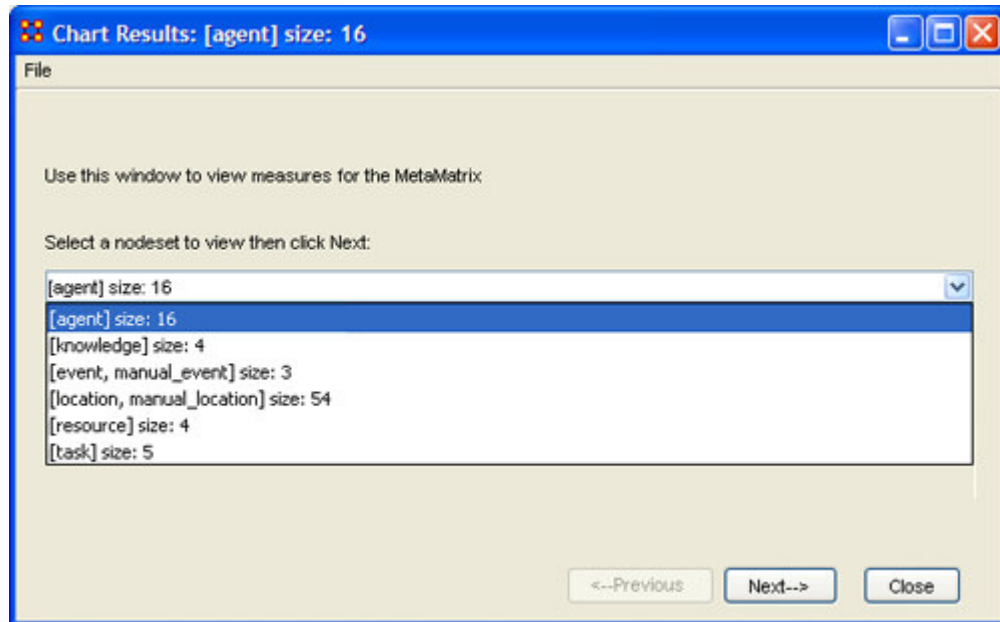 Chart Results: [agent] size: 16
File
Use this window to view measures for the MetaMatrix
Select a nodeset to view then click Next:
[agent] size: 16
[agent] size: 16
[knowledge] size: 4
[event, manual_event] size: 3
[location, manual_location] size: 54
[resource] size: 4
[task] size: 5
<--Previous Next--> Close